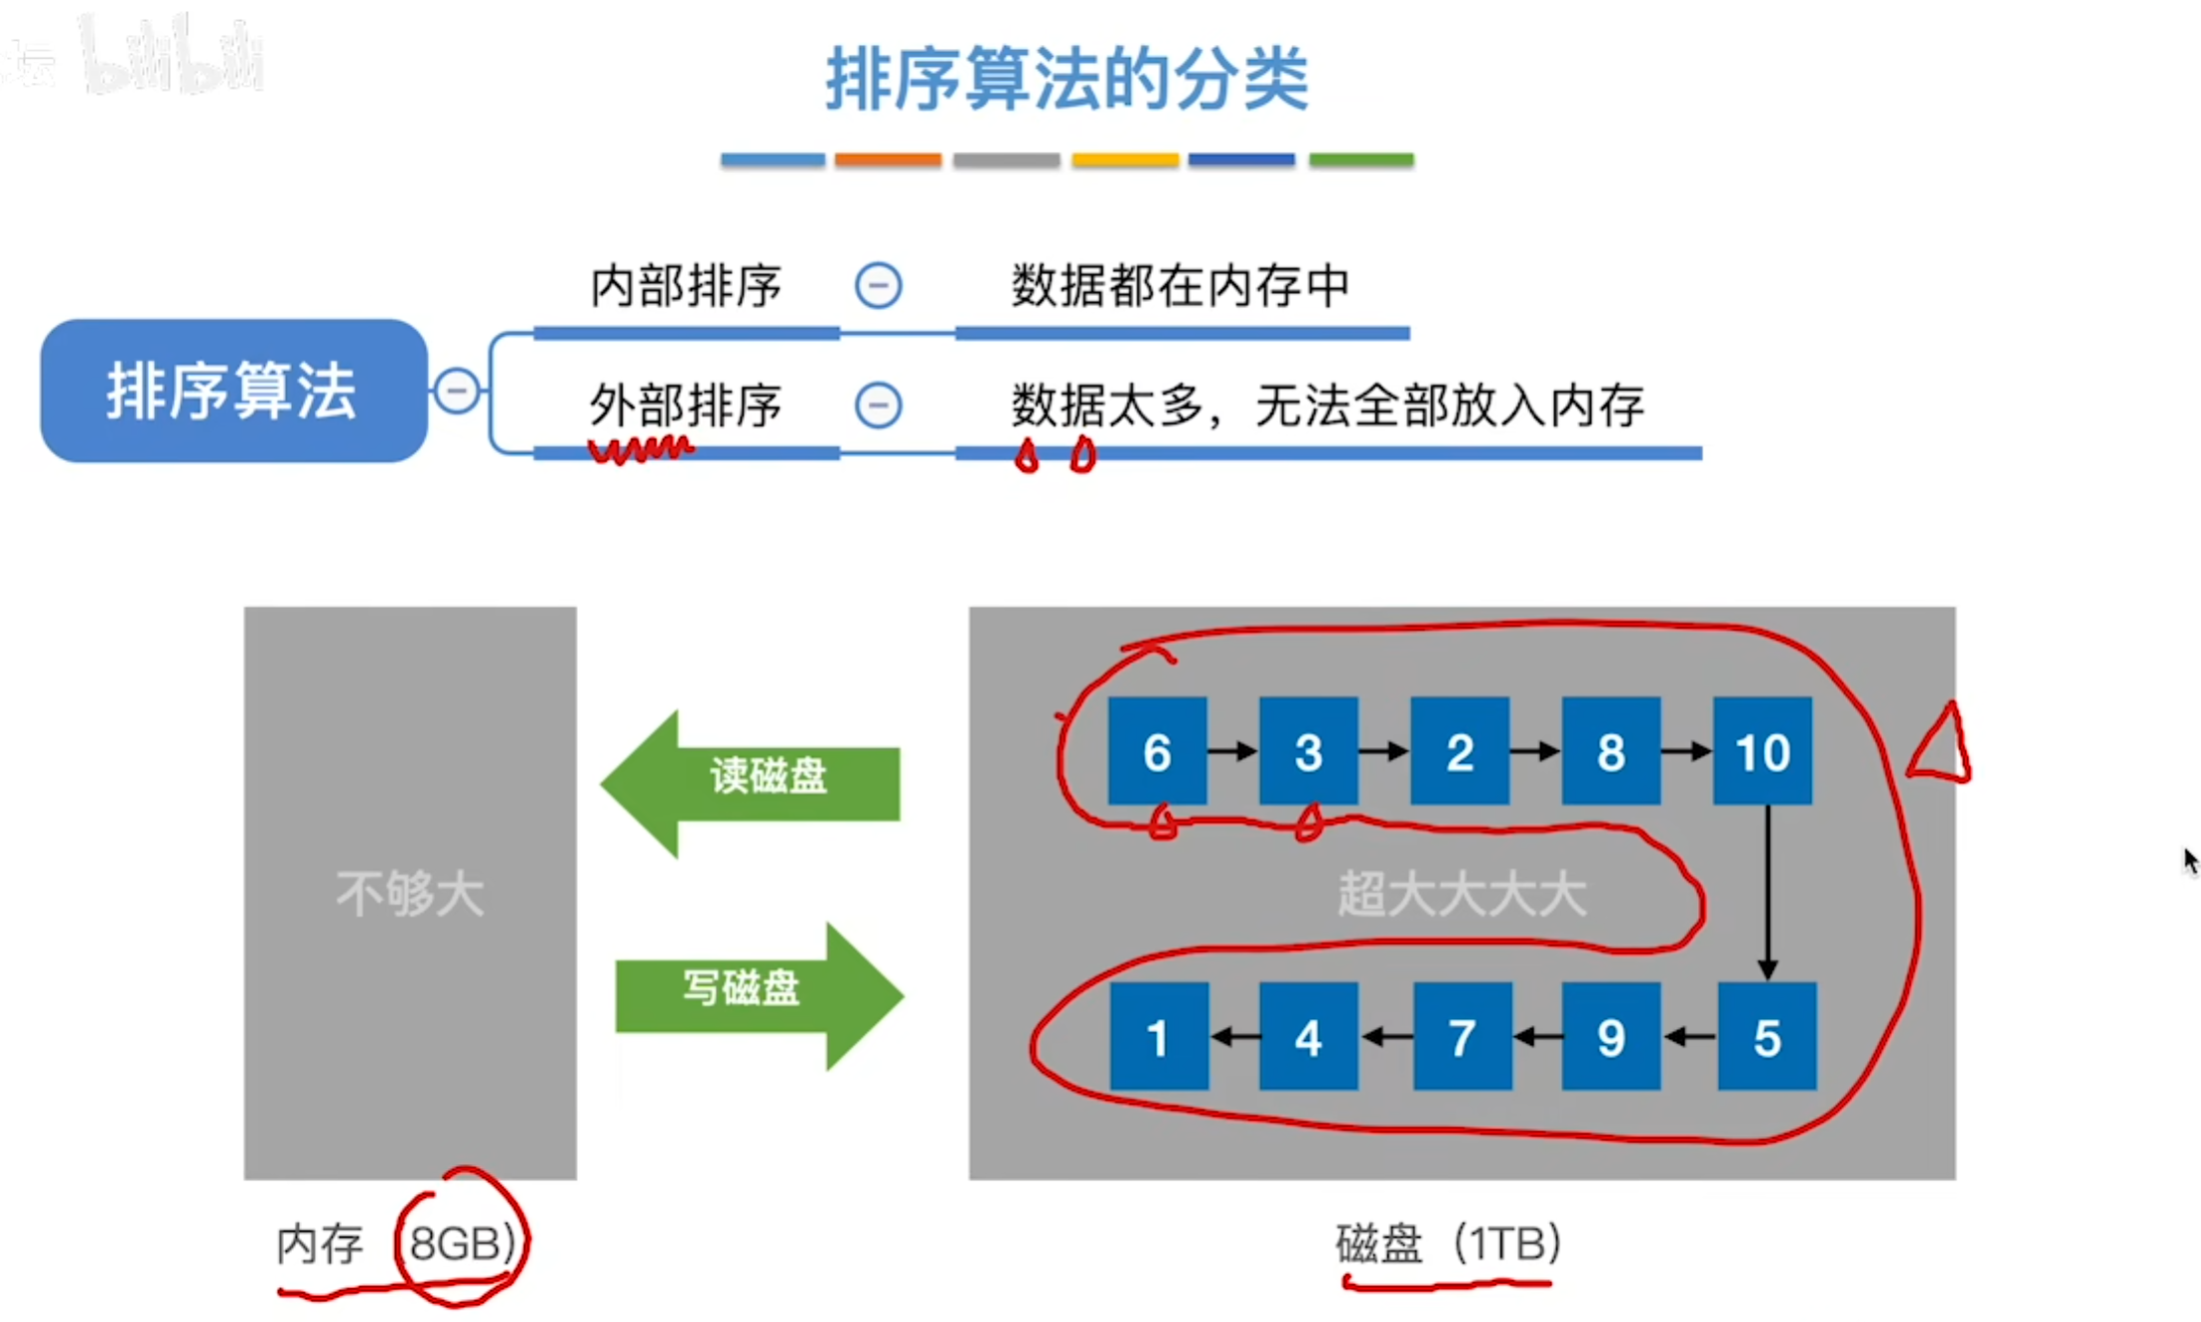 坛 bilibili
排序算法的分类
内部排序 数据都在内存中
排序算法
外部排序 数据太多，无法全部放入内存
6 3 2 8 10
读磁盘
不够大
超大大大大
写磁盘
1 4 7 9 5
内存 (8GB)
磁盘（1TB）